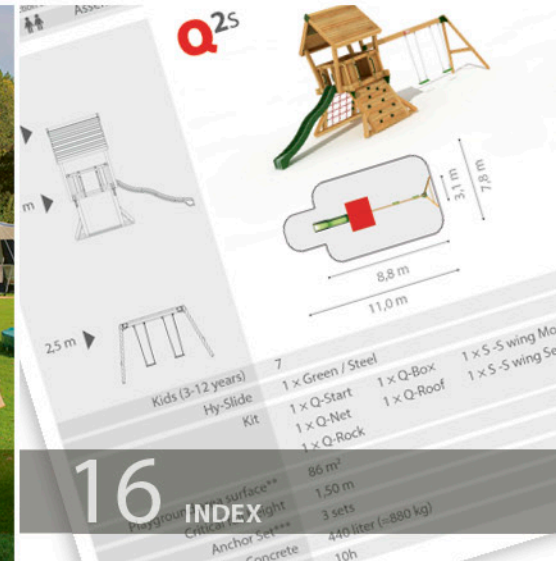 Q2S
m
3,1 m
7,8 m
8,8 m
11,0 m
2,5 m
Kids (3-12 years) 7
Hy-Slide 1 x Green / Steel
Kit 1 x Q-Start 1 x Q-Box 1 x S -S wing
1 x Q-Net 1 x Q-Roof 1 x S -S wing
1 x Q-Rock
surface** 86 m²
Critical 1,50 m
Anchor Set*** 3 sets
Concrete 440 liter (≈880 kg)
10h
16 INDEX